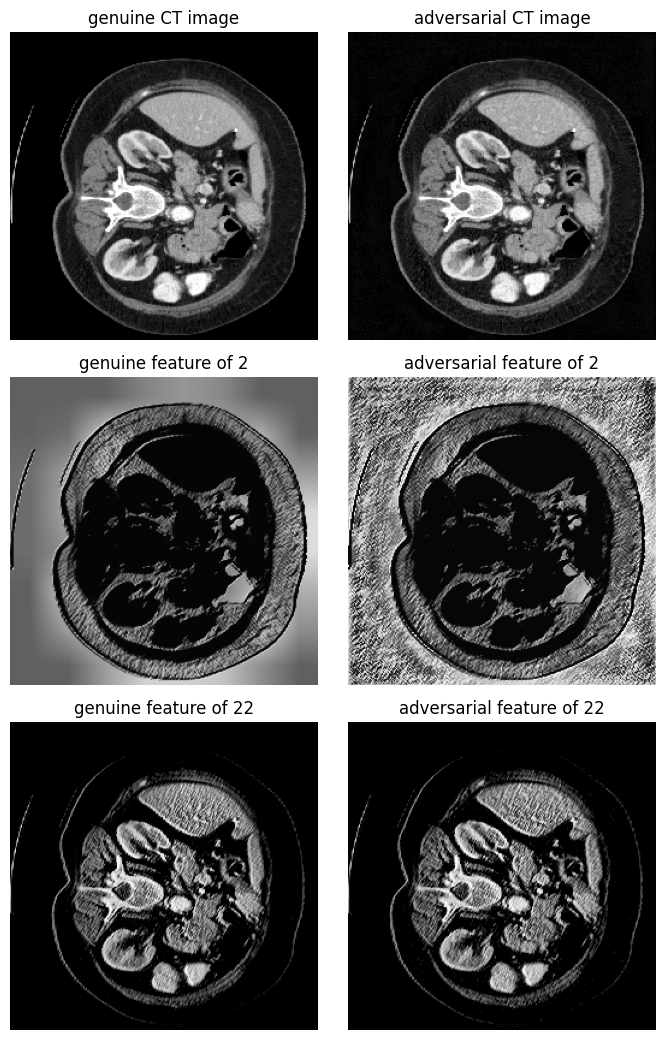 genuine CT image
adversarial CT image
genuine feature of 2
adversarial feature of 2
genuine feature of 22
adversarial feature of 22